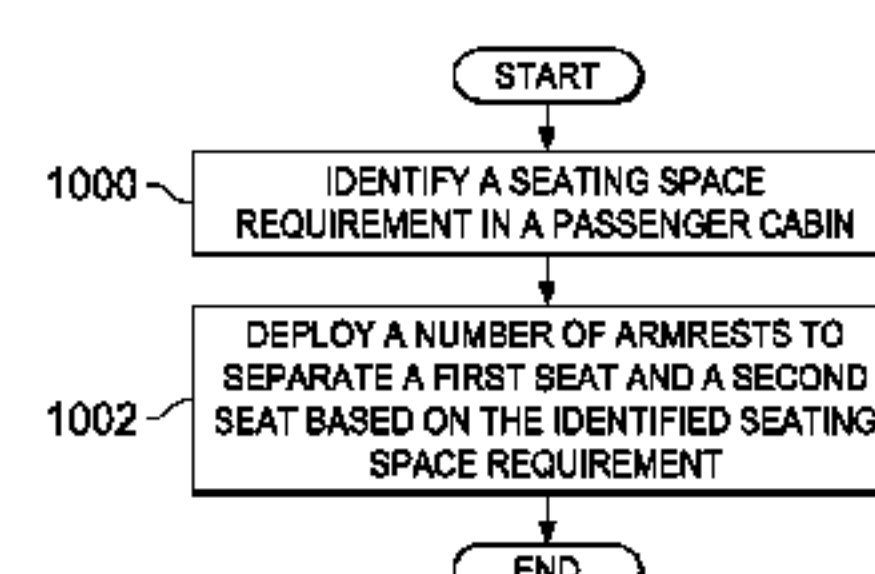 START
1000
IDENTIFY A SEATING SPACE
REQUIREMENT IN A PASSENGER CABIN
DEPLOY A NUMBER OF ARMRESTS TO
SEPARATE A FIRST SEAT AND A SECOND
1002
SEAT BASED ON THE IDENTIFIED SEATING
SPACE REQUIREMENT
END